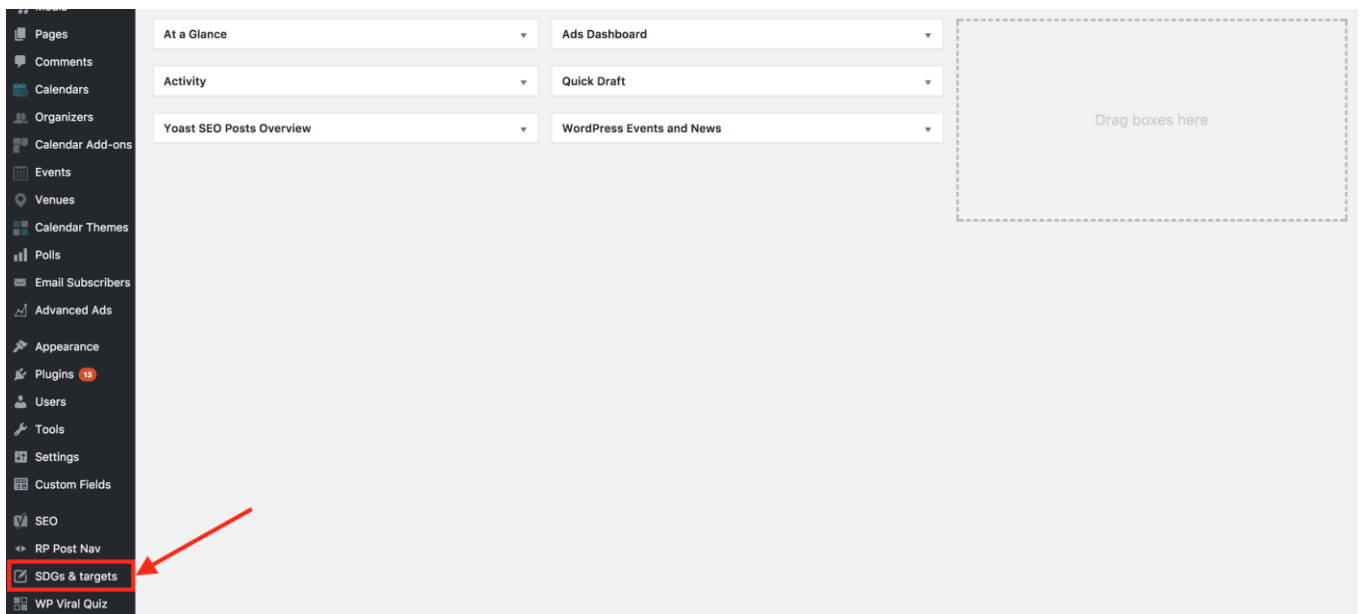 Media
Pages
Comments
Calendars
Organizers
Calendar Add-ons
Events
Venues
Calendar Themes
Polls
Email Subscribers
Advanced Ads
Appearance
Plugins 13
Users
Tools
Settings
Custom Fields
SEO
RP Post Nav
SDGs & targets
WP Viral Quiz
At a Glance
Activity
Yoast SEO Posts Overview
Ads Dashboard
Quick Draft
WordPress Events and News
Drag boxes here